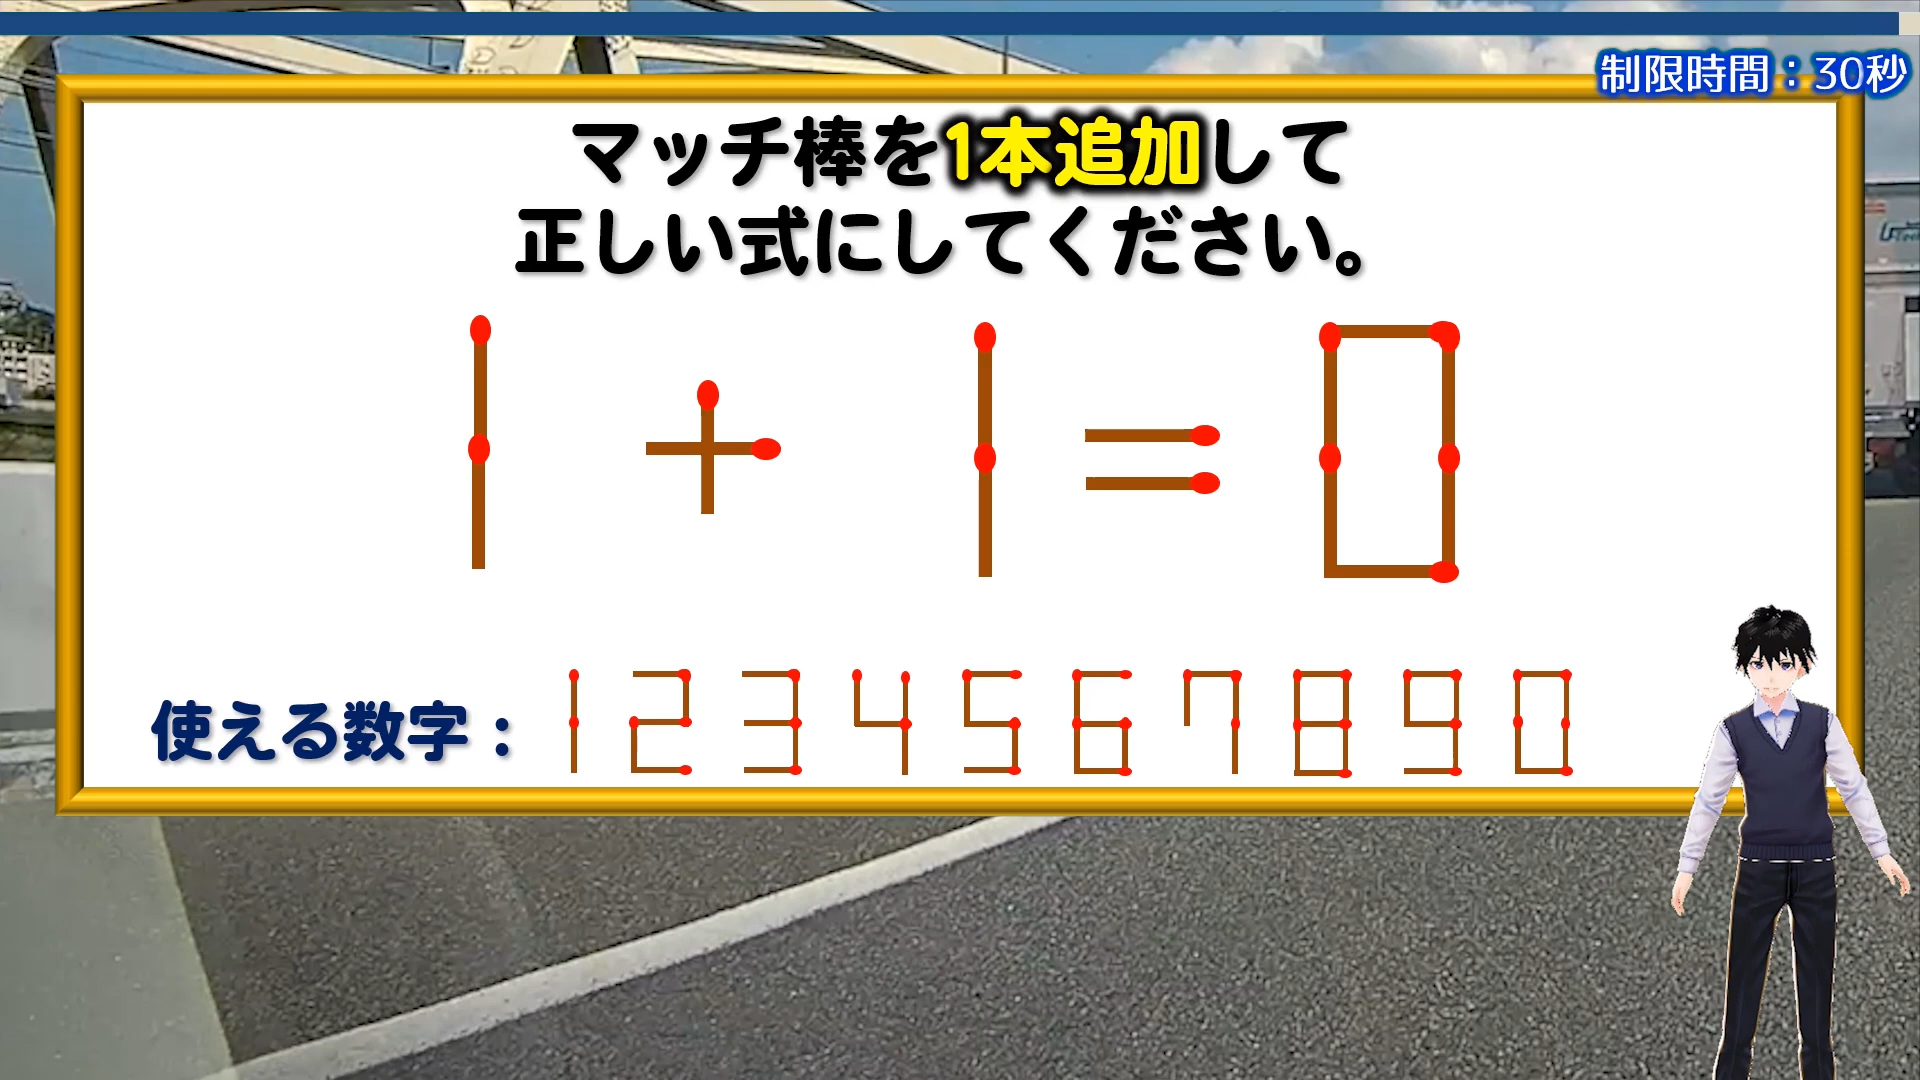 制限時間：30秒
マッチ棒を1本追加して
正しい式にしてください。
1 + 1 = 0
使える数字： 1 2 3 4 5 6 7 8 9 0